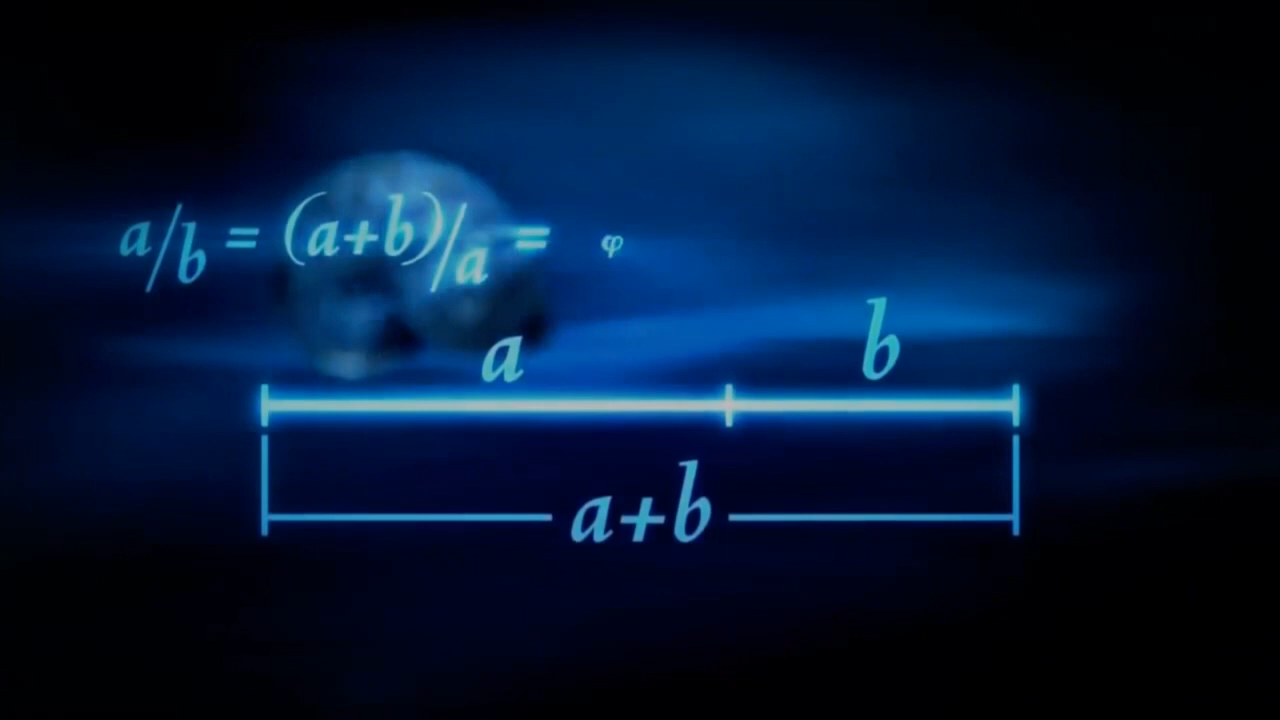 a/b = (a+b)/a = φ
a b
a+b